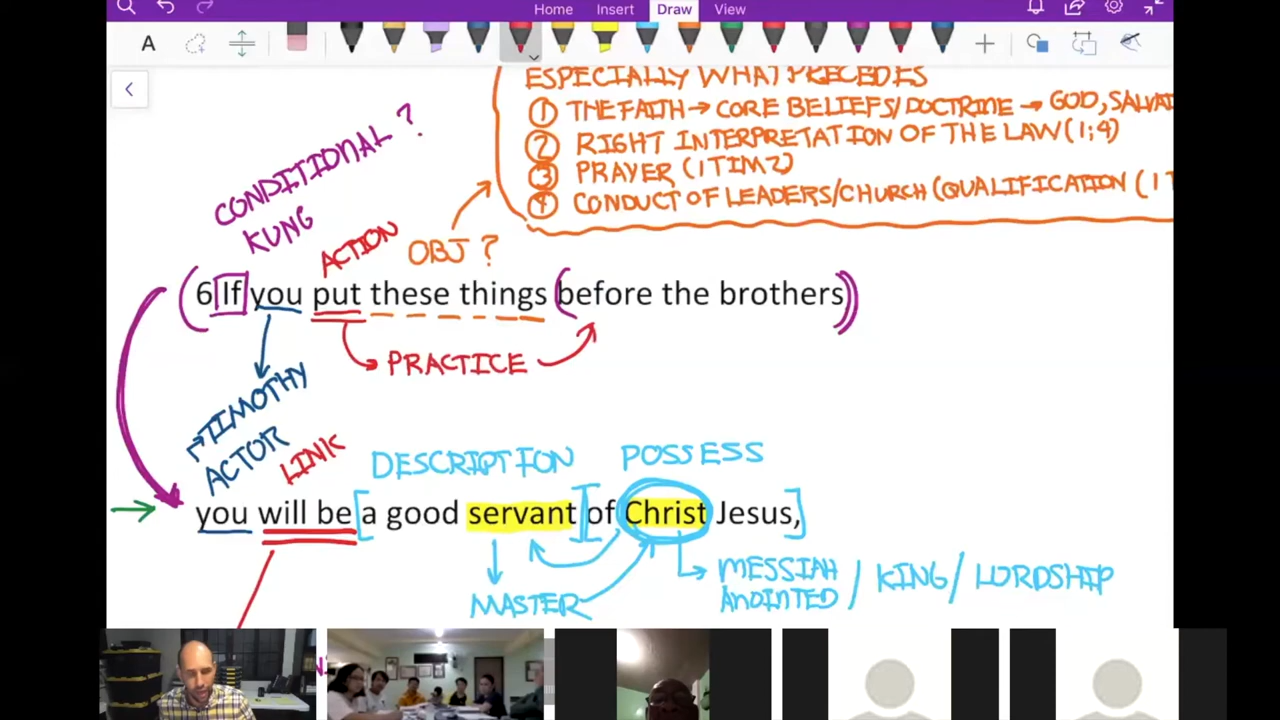 Home Insert Draw View
A
ESPECIALLY WHAT PRECEDES
① THE FAITH → CORE BELIEFS/DOCTRINE → GOD, SALVAT
② RIGHT INTERPRETATION OF THE LAW (1:4)
③ PRAYER (1 TIM 2)
④ CONDUCT OF LEADERS/CHURCH (QUALIFICATION (1 T
CONDITIONAL ?
KUNG
ACTION
OBJ ?
6 If you put these things before the brothers
PRACTICE
TIMOTHY
ACTOR
LINK
DESCRIPTION
POSSESS
you will be a good servant of Christ Jesus,
MASTER
MESSIAH / KING / LORDSHIP
ANOINTED